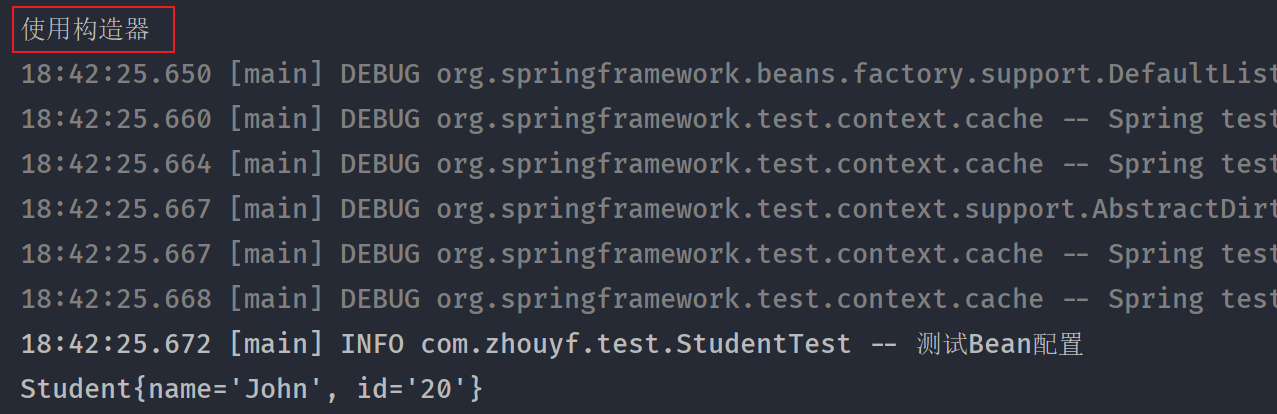 使用构造器
18:42:25.650 [main] DEBUG org.springframework.beans.factory.support.DefaultList
18:42:25.660 [main] DEBUG org.springframework.test.context.cache -- Spring test
18:42:25.664 [main] DEBUG org.springframework.test.context.cache -- Spring test
18:42:25.667 [main] DEBUG org.springframework.test.context.support.AbstractDirt
18:42:25.667 [main] DEBUG org.springframework.test.context.cache -- Spring test
18:42:25.668 [main] DEBUG org.springframework.test.context.cache -- Spring test
18:42:25.672 [main] INFO com.zhouyf.test.StudentTest -- 测试Bean配置
Student{name='John', id='20'}